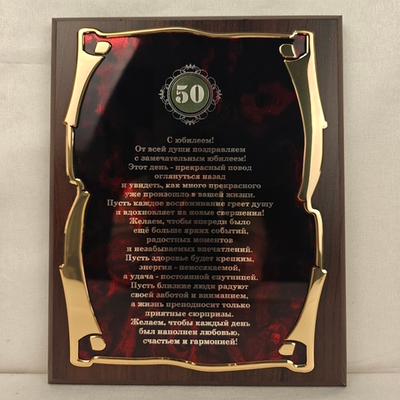 50
С юбилеем!
От всей души поздравляем
с замечательным юбилеем!
Этот день - прекрасный повод
оглянуться назад
и увидеть, как много прекрасного
уже произошло в вашей жизни.
Пусть каждое воспоминание греет душу
и вдохновляет на новые свершения!
Желаем, чтобы впереди было
ещё больше ярких событий,
радостных моментов
и незабываемых впечатлений.
Пусть здоровье будет крепким,
энергия - неиссякаемой,
а удача - постоянной спутницей.
Пусть близкие люди радуют
своей заботой и вниманием,
а жизнь преподносит только
приятные сюрпризы.
Желаем, чтобы каждый день
был наполнен любовью,
счастьем и гармонией!